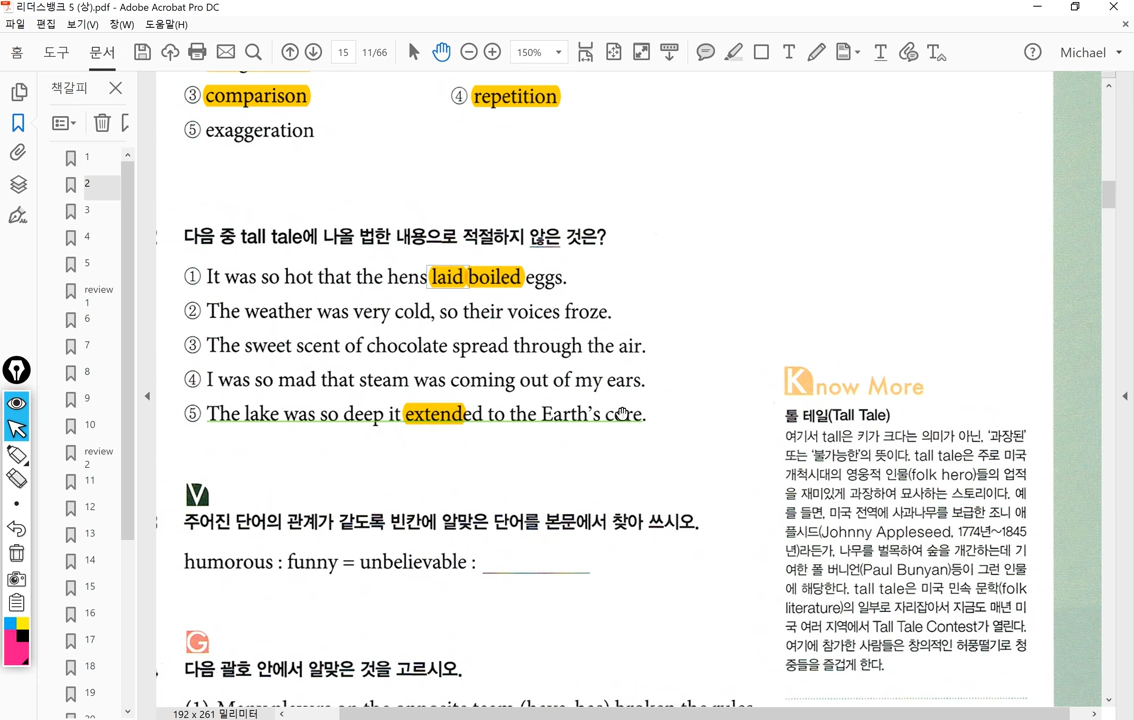 리더스뱅크 5 (상).pdf - Adobe Acrobat Pro DC
파일 편집 보기(V) 창(W) 도움말(H)
홈 도구 문서 15 11/66 150% Michael
책갈피
1
2
3
4
5
review 1
6
7
8
9
10
review 2
11
12
13
14
15
16
17
18
19
③ comparison ④ repetition
⑤ exaggeration
다음 중 tall tale에 나올 법한 내용으로 적절하지 않은 것은?
① It was so hot that the hens laid boiled eggs.
② The weather was very cold, so their voices froze.
③ The sweet scent of chocolate spread through the air.
④ I was so mad that steam was coming out of my ears.
⑤ The lake was so deep it extended to the Earth's core.
V
주어진 단어의 관계가 같도록 빈칸에 알맞은 단어를 본문에서 찾아 쓰시오.
humorous : funny = unbelievable :
G
다음 괄호 안에서 알맞은 것을 고르시오.
(1) Many players on the opposite team (have, has) broken the rules
Know More
톨 테일(Tall Tale)
여기서 tall은 키가 크다는 의미가 아닌, '과장된'
또는 '불가능한'의 뜻이다. tall tale은 주로 미국
개척시대의 영웅적 인물(folk hero)들의 업적
을 재미있게 과장하여 묘사하는 스토리이다. 예
를 들면, 미국 전역에 사과나무를 보급한 조니 애
플시드(Johnny Appleseed, 1774년~1845
년)라든가, 나무를 벌목하여 숲을 개간하는데 기
여한 폴 버니언(Paul Bunyan)등이 그런 인물
에 해당한다. tall tale은 미국 민속 문학(folk
literature)의 일부로 자리잡아서 지금도 매년 미
국 여러 지역에서 Tall Tale Contest가 열린다.
여기에 참가한 사람들은 창의적인 허풍떨기로 청
중들을 즐겁게 한다.
192 x 261 밀리미터